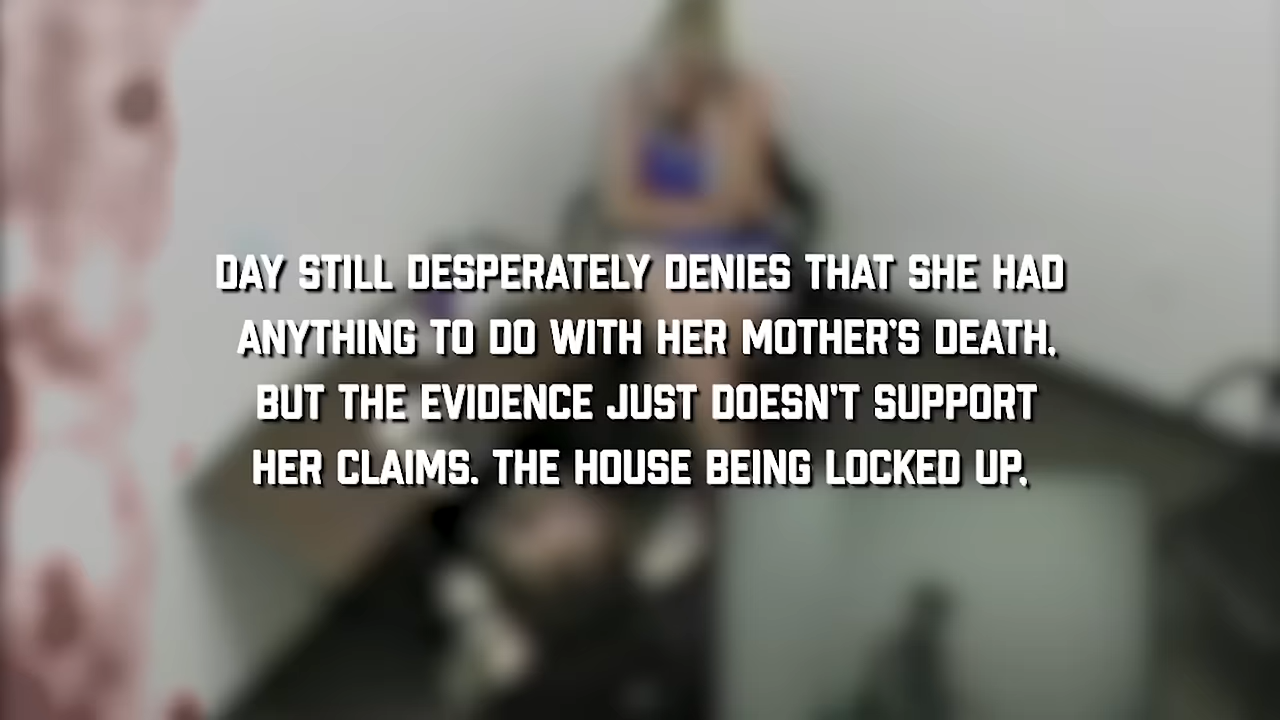 DAY STILL DESPERATELY DENIES THAT SHE HAD
ANYTHING TO DO WITH HER MOTHER'S DEATH.
BUT THE EVIDENCE JUST DOESN'T SUPPORT
HER CLAIMS. THE HOUSE BEING LOCKED UP.